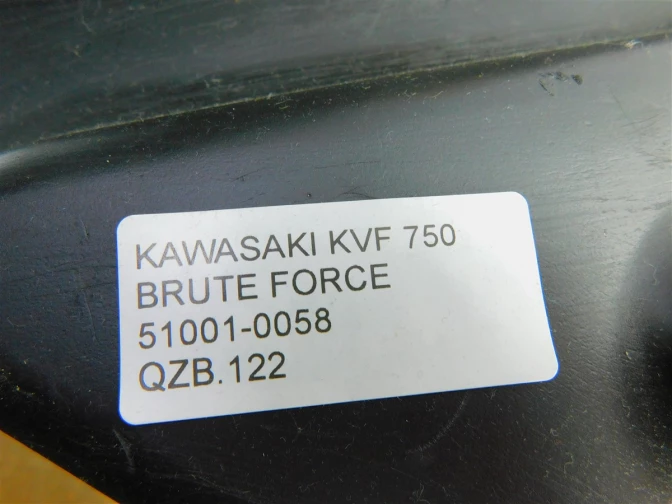 KAWASAKI KVF 750
BRUTE FORCE
51001-0058
QZB.122